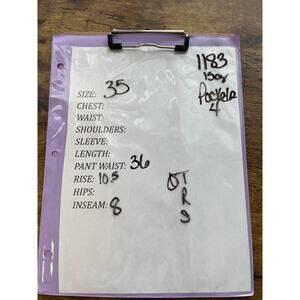 1183
Pockets
4
SIZE: 35
CHEST:
WAIST:
SHOULDERS:
SLEEVE:
LENGTH:
PANT WAIST: 36
RISE: 10.5
HIPS:
INSEAM: 8
R